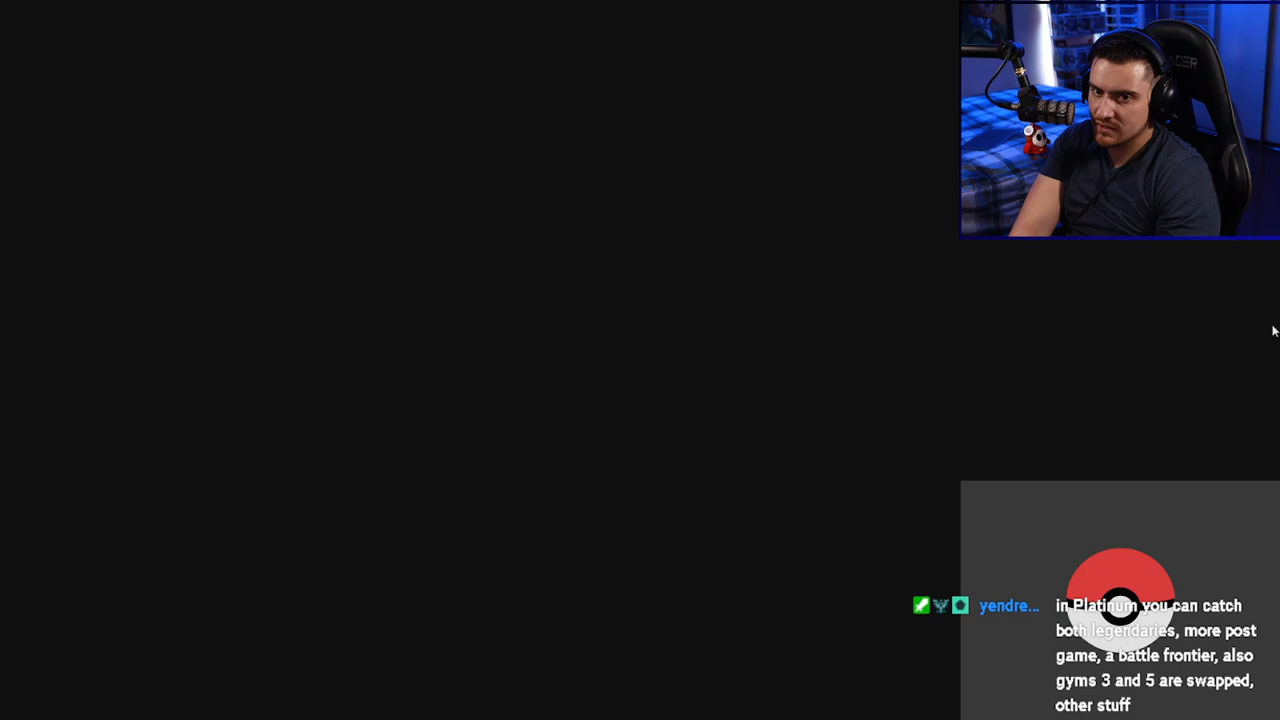 yendre... in Platinum you can catch
both legendaries, more post
game, a battle frontier, also
gyms 3 and 5 are swapped,
other stuff